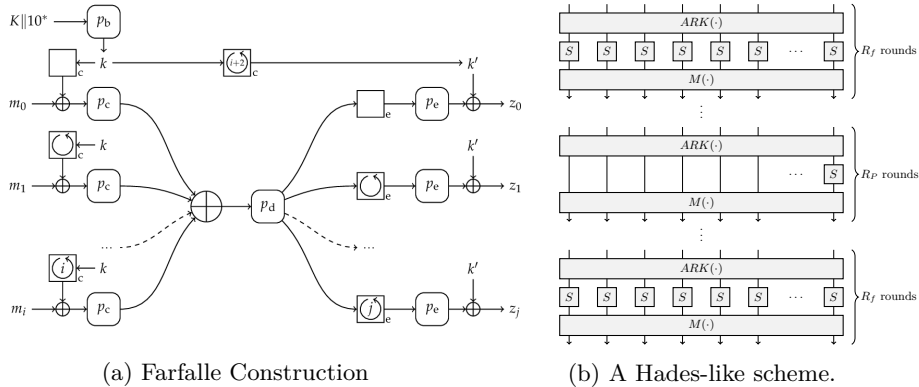 K∥10* p_b
c k i+2 c k′
m_0 p_c e p_e z_0
k k′
c
m_1 p_c p_d e p_e z_1
... ...
i c k k′
m_i p_c j e p_e z_j
(a) Farfalle Construction
ARK(·)
S S S S S S ... S R_f rounds
M(·)
⋮
ARK(·)
... S R_P rounds
M(·)
⋮
ARK(·)
S S S S S S ... S R_f rounds
M(·)
(b) A Hades-like scheme.